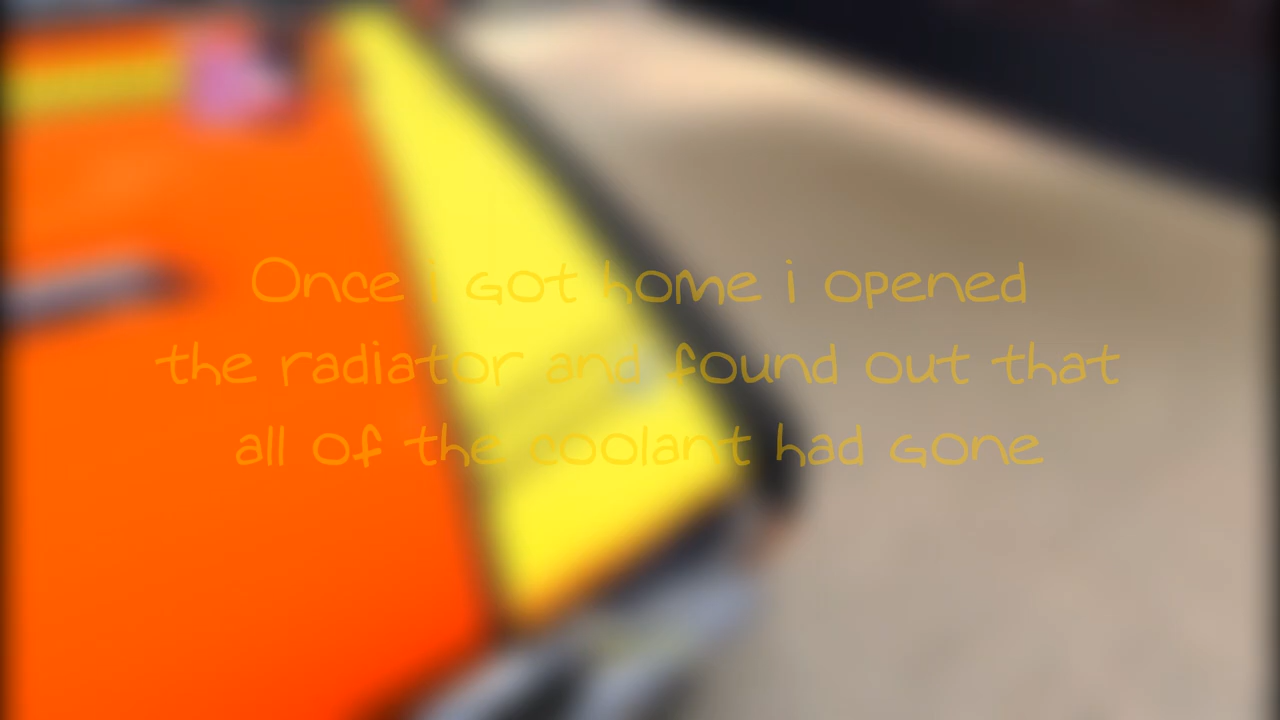 Once i got home i opened
the radiator and found out that
all of the coolant had gone